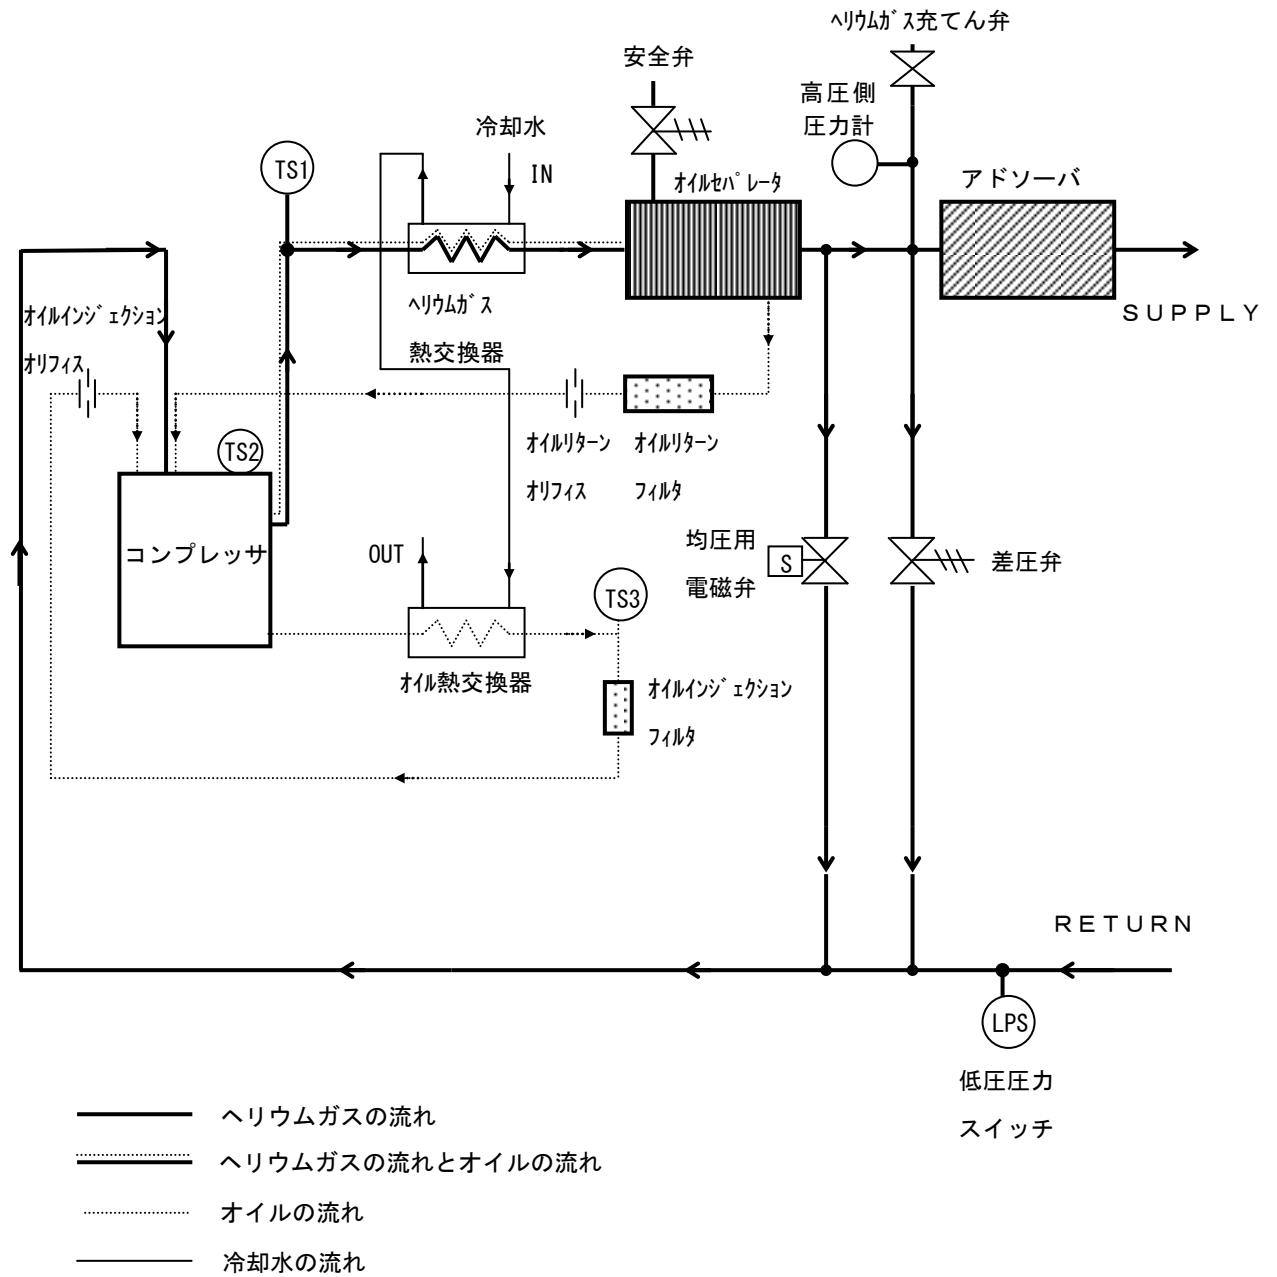 ﾍﾘｳﾑｶﾞｽ充てん弁
安全弁
高圧側
圧力計
冷却水
IN
TS1
ｵｲﾙｾﾊﾟﾚｰﾀ
アドソーバ
ｵｲﾙｲﾝｼﾞｪｸｼｮﾝ
ｵﾘﾌｨｽ
ﾍﾘｳﾑｶﾞｽ
熱交換器
SUPPLY
TS2
ｵｲﾙﾘﾀｰﾝ
ｵﾘﾌｨｽ
ｵｲﾙﾘﾀｰﾝ
ﾌｨﾙﾀ
コンプレッサ
OUT
均圧用
電磁弁
S
差圧弁
TS3
ｵｲﾙ熱交換器
ｵｲﾙｲﾝｼﾞｪｸｼｮﾝ
ﾌｨﾙﾀ
RETURN
LPS
低圧圧力
スイッチ
ヘリウムガスの流れ
ヘリウムガスの流れとオイルの流れ
オイルの流れ
冷却水の流れ